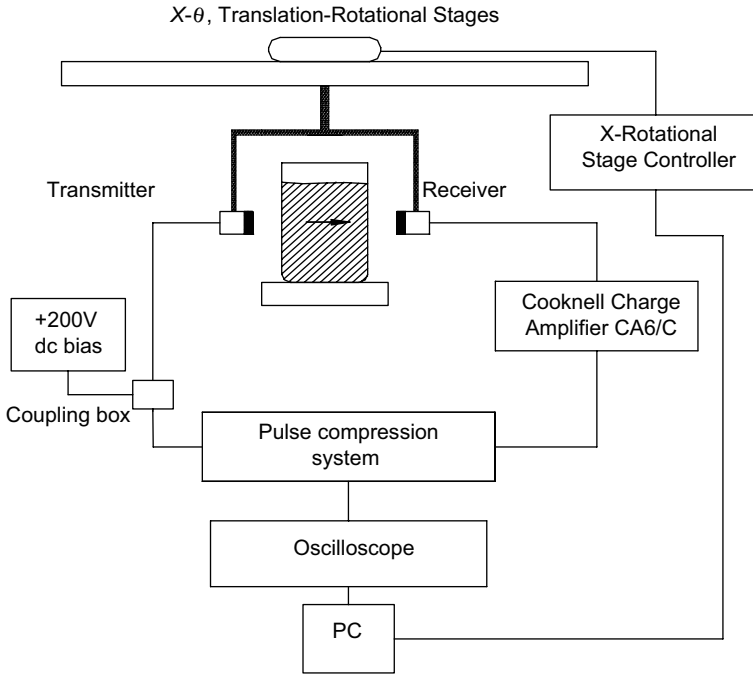 X-θ, Translation-Rotational Stages
X-Rotational
Stage Controller
Transmitter
Receiver
+200V
dc bias
Cooknell Charge
Amplifier CA6/C
Coupling box
Pulse compression
system
Oscilloscope
PC